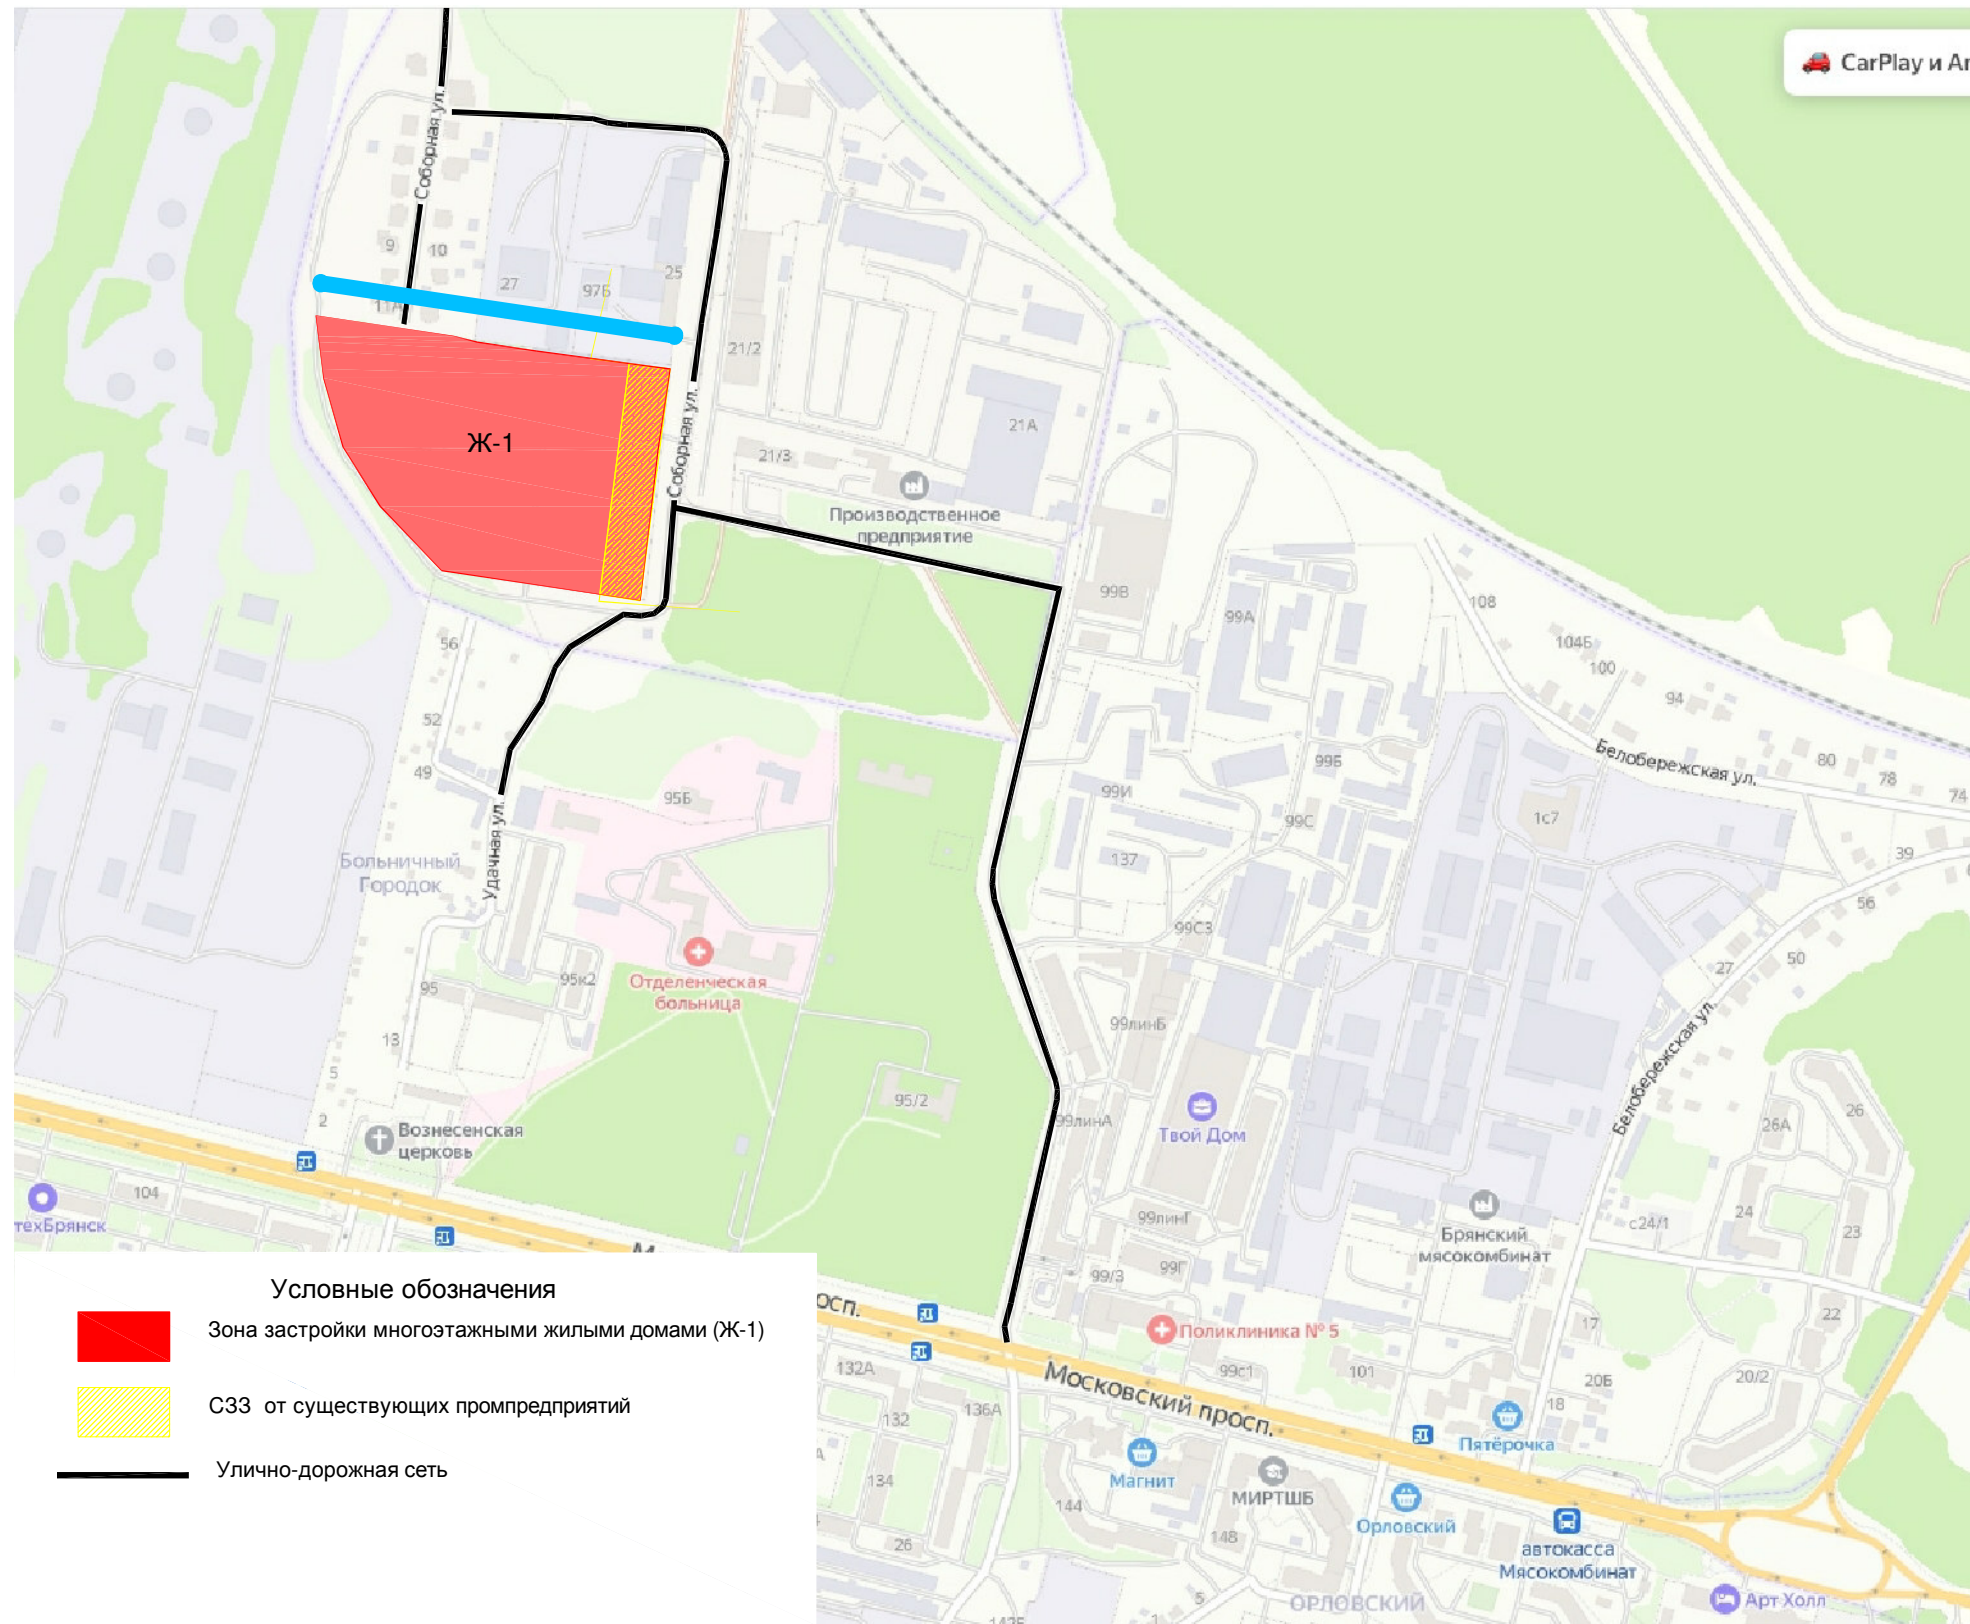 CarPlay и Ar
Соборная ул.
9
10
11А
27
97Б
25
21/2
Ж-1
Соборная ул.
21А
21/3
Производственное
предприятие
99В
99А
108
104Б
100
94
Белобережская ул.
80
78
74
56
52
49
95Б
99И
99Б
99С
137
1с7
39
Больничный
Городок
Удачная ул.
56
99С3
50
27
95
95к2
Отделенческая
больница
99линБ
13
5
2
95/2
99линА
Твой Дом
Белобережская ул.
26А
26
Вознесенская
церковь
104
техБрянск
99линГ
Брянский
мясокомбинат
с24/1
24
23
99/3
99Г
Условные обозначения
Зона застройки многоэтажными жилыми домами (Ж-1)
СЗЗ от существующих промпредприятий
Улично-дорожная сеть
осп.
Поликлиника № 5
17
22
132А
Московский просп.
99с1
101
20Б
20/2
132
136А
18
Пятёрочка
134
Магнит
МИРТШБ
144
Орловский
148
26
автокасса
Мясокомбинат
5
ОРЛОВСКИЙ
Арт Холл